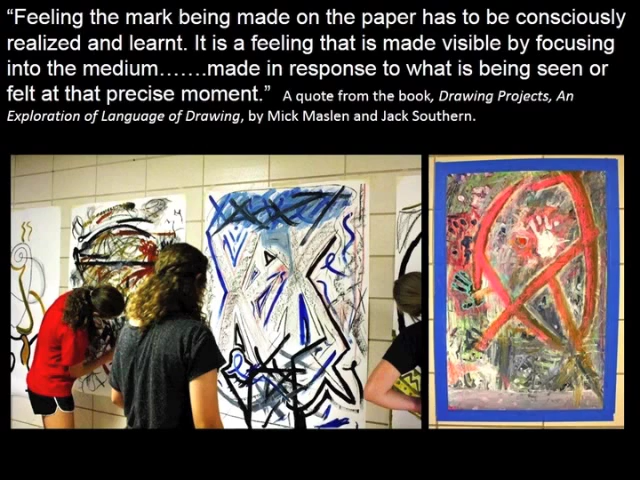 “Feeling the mark being made on the paper has to be consciously
realized and learnt. It is a feeling that is made visible by focusing
into the medium…….made in response to what is being seen or
felt at that precise moment.” A quote from the book, Drawing Projects, An
Exploration of Language of Drawing, by Mick Maslen and Jack Southern.